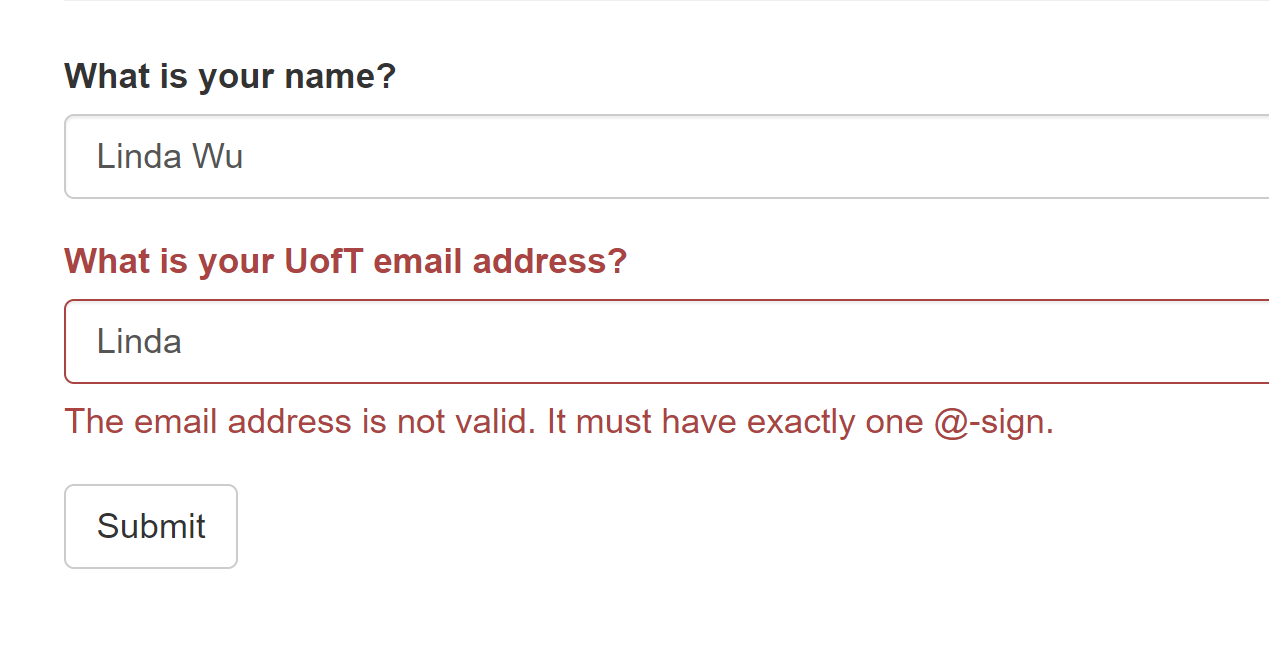 What is your name?
Linda Wu
What is your UofT email address?
Linda
The email address is not valid. It must have exactly one @-sign.
Submit